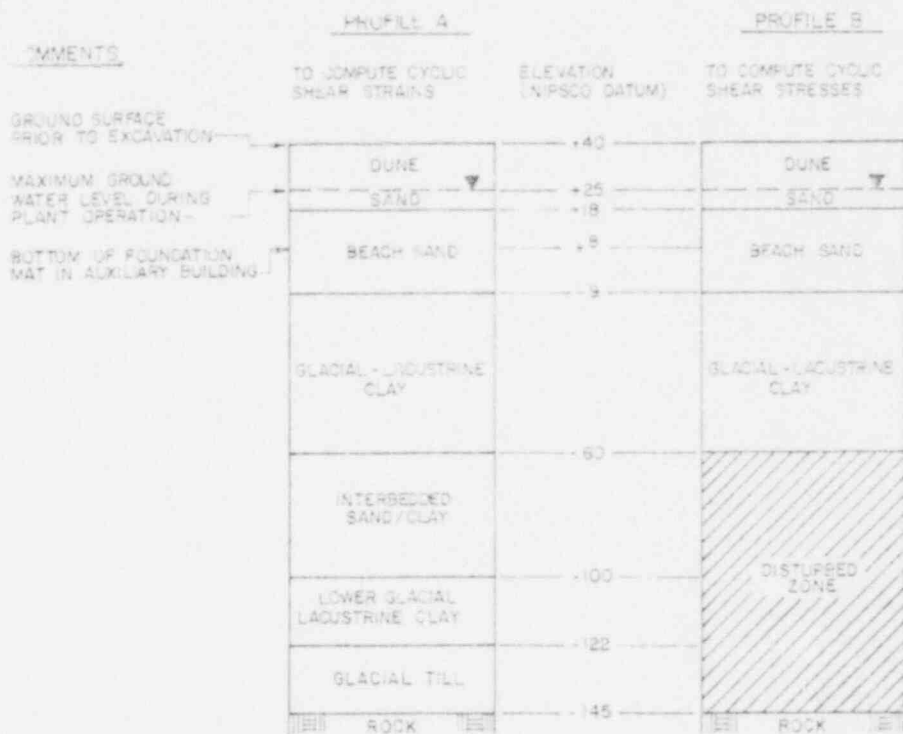 PROFILE A
PROFILE B
OMMENTS
TO COMPUTE CYCLIC
SHEAR STRAINS
ELEVATION
(NIPSCO DATUM)
TO COMPUTE CYCLIC
SHEAR STRESSES
GROUND SURFACE
PRIOR TO EXCAVATION
+40
DUNE
DUNE
MAXIMUM GROUND
WATER LEVEL DURING
PLANT OPERATION
+25
SAND
+18
SAND
BOTTOM OF FOUNDATION
MAT IN AUXILIARY BUILDING
BEACH SAND
+8
BEACH SAND
-9
GLACIAL-LACUSTRINE
CLAY
GLACIAL-LACUSTRINE
CLAY
-60
INTERBEDDED
SAND/CLAY
DISTURBED
ZONE
-100
LOWER GLACIAL
LACUSTRINE CLAY
-122
GLACIAL TILL
-145
ROCK
ROCK